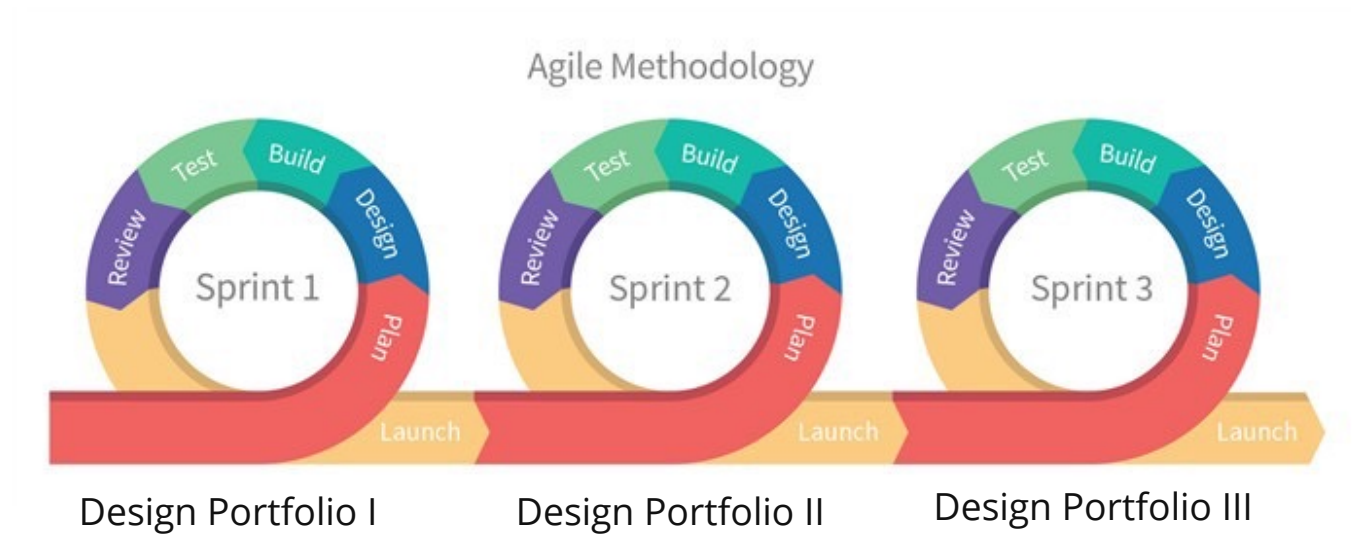 Agile Methodology
Test
Build
Review
Design
Sprint 1
Plan
Launch
Test
Build
Review
Design
Sprint 2
Plan
Launch
Test
Build
Review
Design
Sprint 3
Plan
Launch
Design Portfolio I
Design Portfolio II
Design Portfolio III